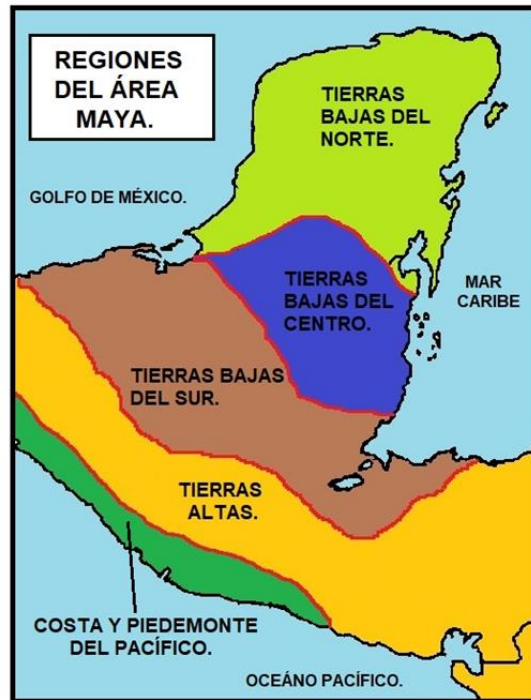 REGIONES
DEL ÁREA
MAYA.
TIERRAS
BAJAS DEL
NORTE.
GOLFO DE MÉXICO.
TIERRAS
BAJAS DEL
CENTRO.
MAR
CARIBE
TIERRAS BAJAS
DEL SUR.
TIERRAS
ALTAS.
COSTA Y PIEDEMONTE
DEL PACÍFICO.
OCEÁNO PACÍFICO.